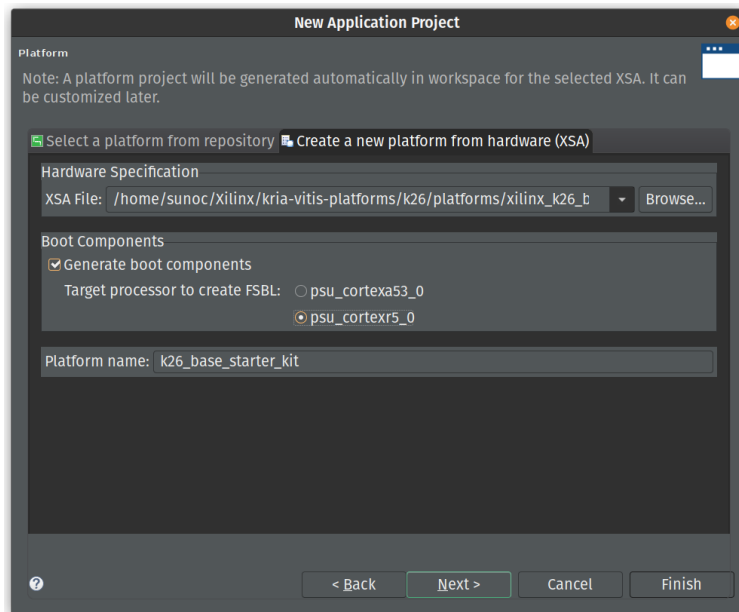 New Application Project
Platform
Note: A platform project will be generated automatically in workspace for the selected XSA. It can
be customized later.
Select a platform from repository Create a new platform from hardware (XSA)
Hardware Specification
XSA File: /home/sunoc/Xilinx/kria-vitis-platforms/k26/platforms/xilinx_k26_b Browse...
Boot Components
Generate boot components
Target processor to create FSBL: psu_cortexa53_0
psu_cortexr5_0
Platform name: k26_base_starter_kit
? < Back Next > Cancel Finish